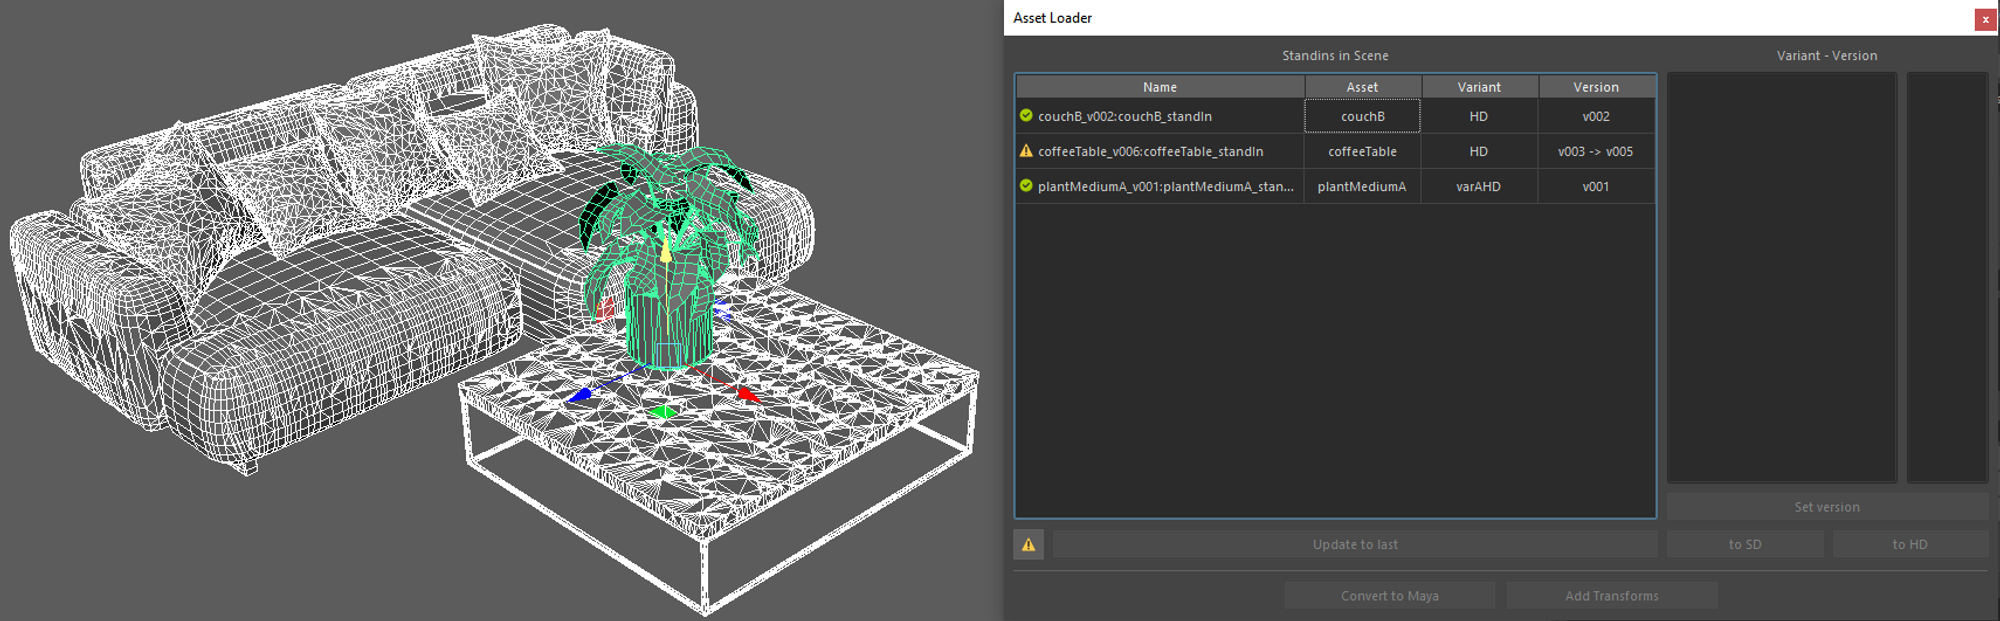 Asset Loader
x
Standins in Scene
Variant - Version
Name Asset Variant Version
couchB_v002:couchB_standIn couchB HD v002
coffeeTable_v006:coffeeTable_standIn coffeeTable HD v003 -> v005
plantMediumA_v001:plantMediumA_stan... plantMediumA varAHD v001
Set version
Update to last to SD to HD
Convert to Maya Add Transforms